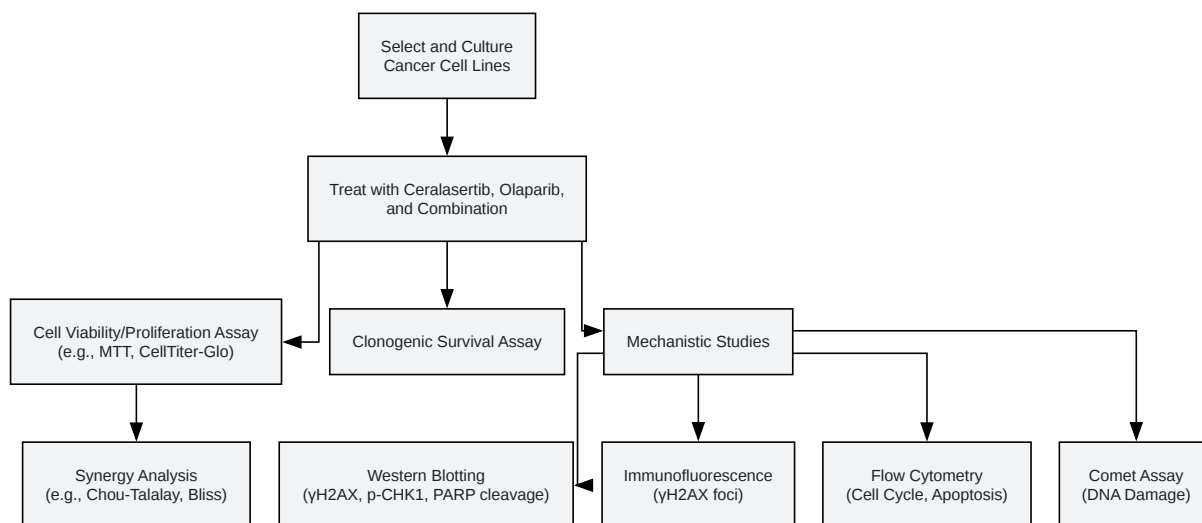 Select and Culture
Cancer Cell Lines
Treat with Ceralasertib, Olaparib,
and Combination
Cell Viability/Proliferation Assay
(e.g., MTT, CellTiter-Glo)
Clonogenic Survival Assay
Mechanistic Studies
Synergy Analysis
(e.g., Chou-Talalay, Bliss)
Western Blotting
(γH2AX, p-CHK1, PARP cleavage)
Immunofluorescence
(γH2AX foci)
Flow Cytometry
(Cell Cycle, Apoptosis)
Comet Assay
(DNA Damage)